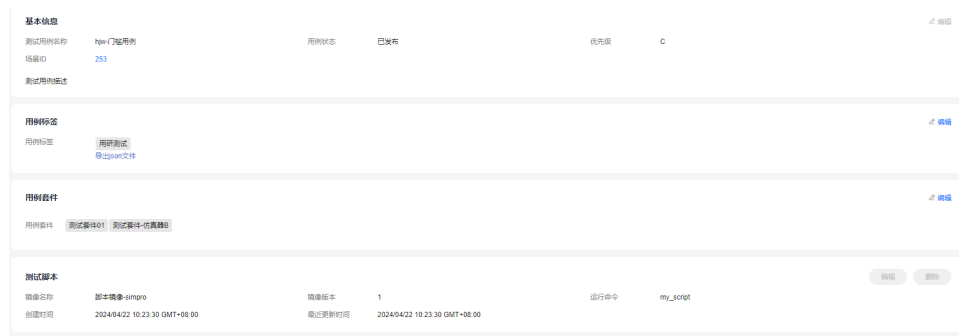 基本信息 编辑
测试用例名称 hjw-门槛用例 用例状态 已发布 优先级 C
场景ID 253
测试用例描述
用例标签 编辑
用例标签 用研测试
导出json文件
用例套件 编辑
用例套件 测试套件01 测试套件-仿真器B
测试脚本 编辑 删除
镜像名称 脚本镜像-simpro 镜像版本 1 运行命令 my_script
创建时间 2024/04/22 10:23:30 GMT+08:00 最近更新时间 2024/04/22 10:23:30 GMT+08:00